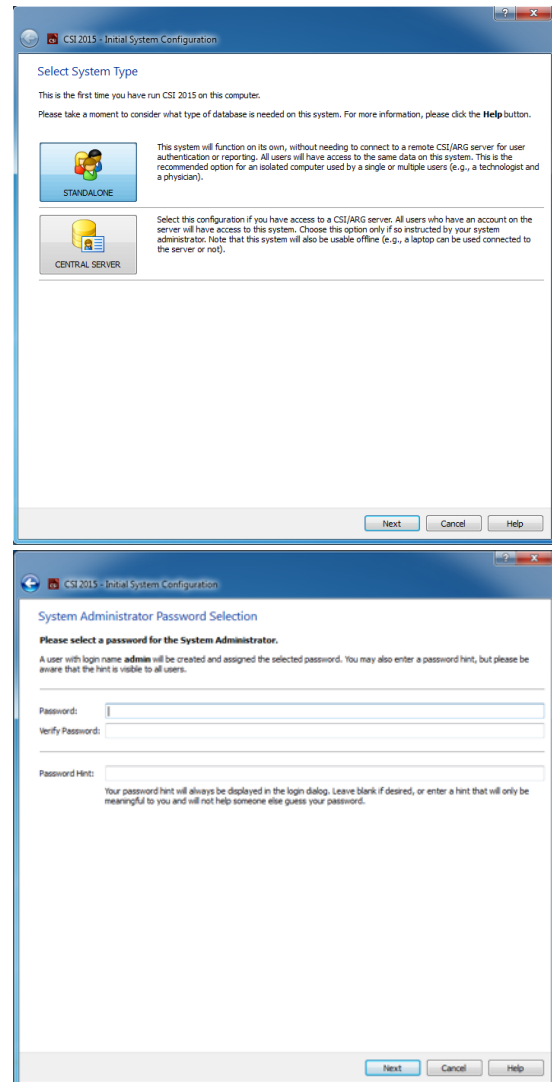 CSI 2015 - Initial System Configuration
Select System Type
This is the first time you have run CSI 2015 on this computer.
Please take a moment to consider what type of database is needed on this system. For more information, please click the Help button.
This system will function on its own, without needing to connect to a remote CSI/ARG server for user
authentication or reporting. All users will have access to the same data on this system. This is the
recommended option for an isolated computer used by a single or multiple users (e.g., a technologist and
a physician).
STANDALONE
Select this configuration if you have access to a CSI/ARG server. All users who have an account on the
server will have access to this system. Choose this option only if so instructed by your system
administrator. Note that this system will also be usable offline (e.g., a laptop can be used connected to
the server or not).
CENTRAL SERVER
Next Cancel Help
CSI 2015 - Initial System Configuration
System Administrator Password Selection
Please select a password for the System Administrator.
A user with login name admin will be created and assigned the selected password. You may also enter a password hint, but please be
aware that the hint is visible to all users.
Password:
Verify Password:
Password Hint:
Your password hint will always be displayed in the login dialog. Leave blank if desired, or enter a hint that will only be
meaningful to you and will not help someone else guess your password.
Next Cancel Help